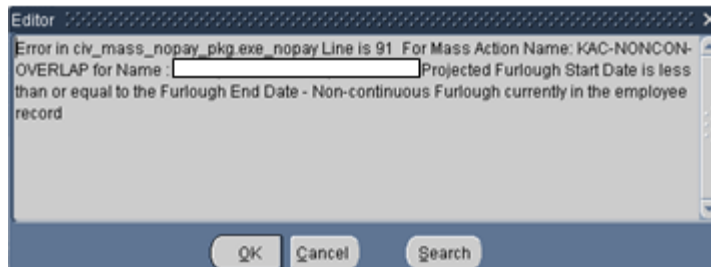 Editor
Error in civ_mass_nopay_pkg.exe_nopay Line is 91 For Mass Action Name: KAC-NONCON-
OVERLAP for Name : Projected Furlough Start Date is less
than or equal to the Furlough End Date - Non-continuous Furlough currently in the employee
record
OK Cancel Search